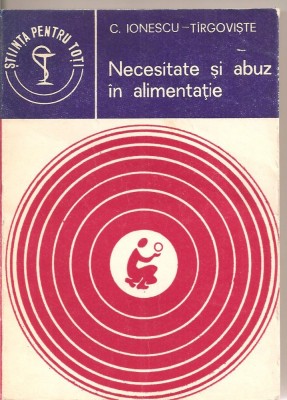 ȘTIINȚA PENTRU TOȚI
C. IONESCU-TÎRGOVIȘTE
Necesitate și abuz
în alimentație